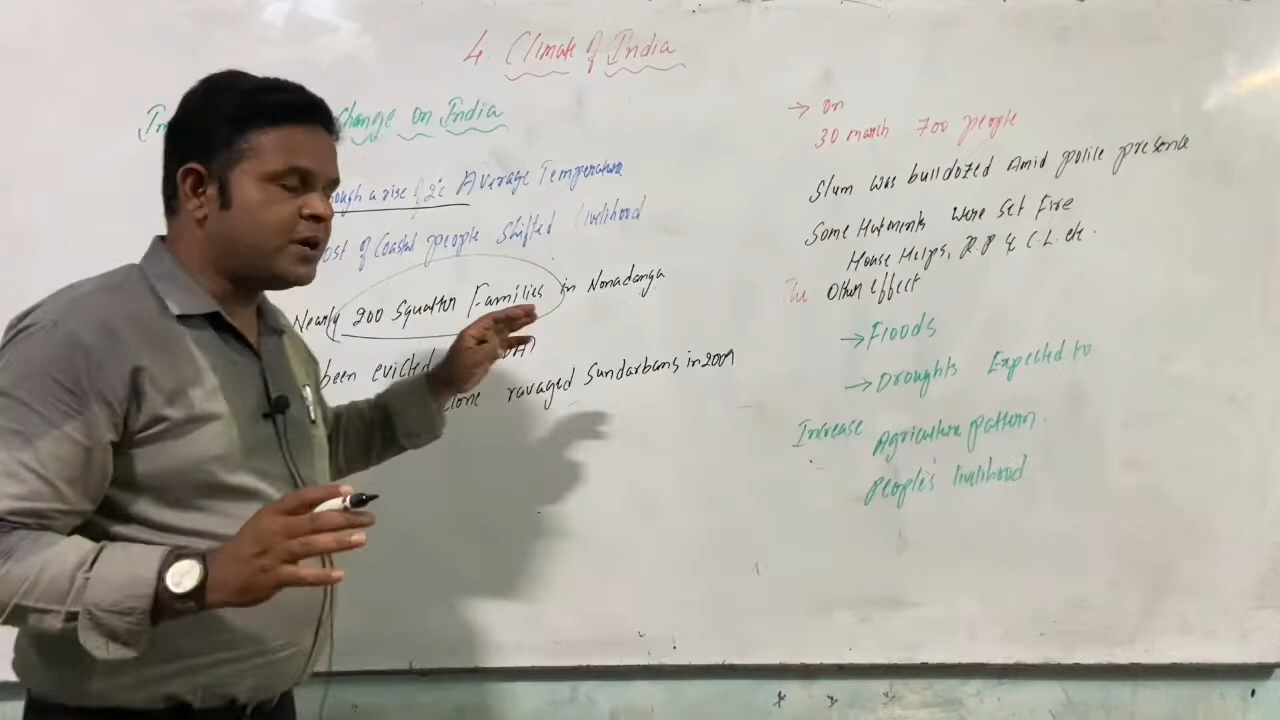 4. Climate of India
Change on India
a rise of 2°c Average Temperature
of Coastal people Shifted livelihood
Nearly 200 Squatter Families in Nonadanga
been evicted
ravaged Sundarbans in 2009
→ on
30 march 700 people
Slum was bulldozed Amid police presence
Some Hutments were set Fire
House Helps, R.P & C.L. etc.
The Other effect
→ Floods
→ Droughts Expected to
Increase Agriculture pattern.
people's livelihood